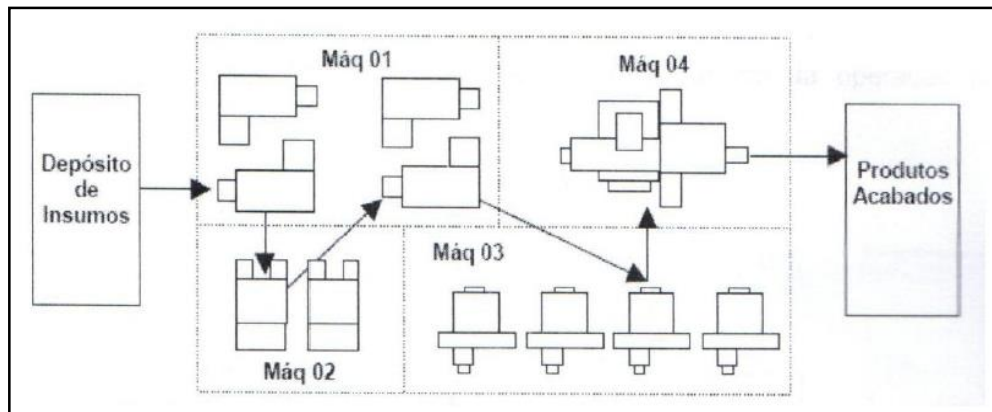 Máq 01
Máq 04
Depósito
de
Insumos
Produtos
Acabados
Máq 03
Máq 02